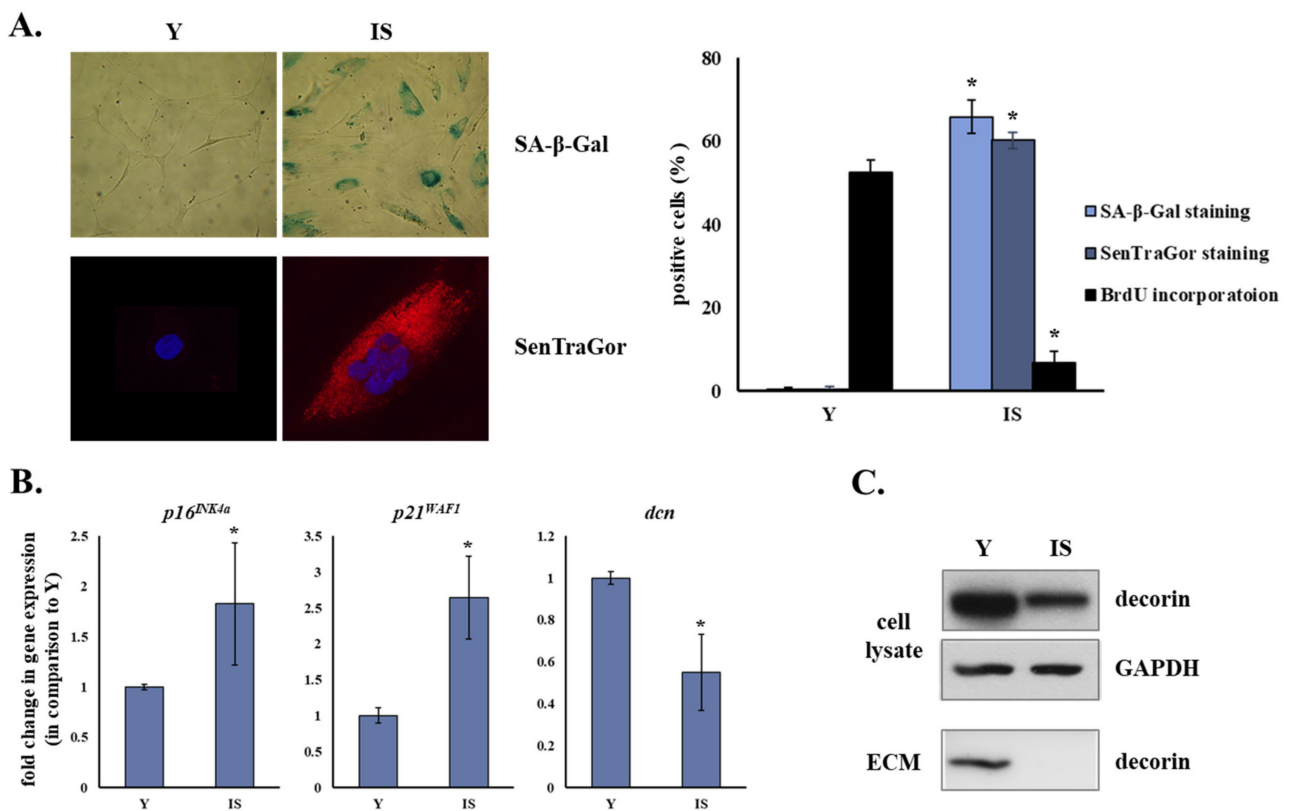 A.
Y IS
SA-β-Gal
SenTraGor
80
60
40
20
0
positive cells (%)
* * *
Y IS
SA-β-Gal staining
SenTraGor staining
BrdU incorporatoion
B.
fold change in gene expression
(in comparison to Y)
p16INK4a
2.5
2
1.5
1
0.5
0
*
Y IS
p21WAF1
3.5
3
2.5
2
1.5
1
0.5
0
*
Y IS
dcn
1.2
1
0.8
0.6
0.4
0.2
0
*
Y IS
C.
Y IS
cell
lysate
decorin
GAPDH
ECM decorin